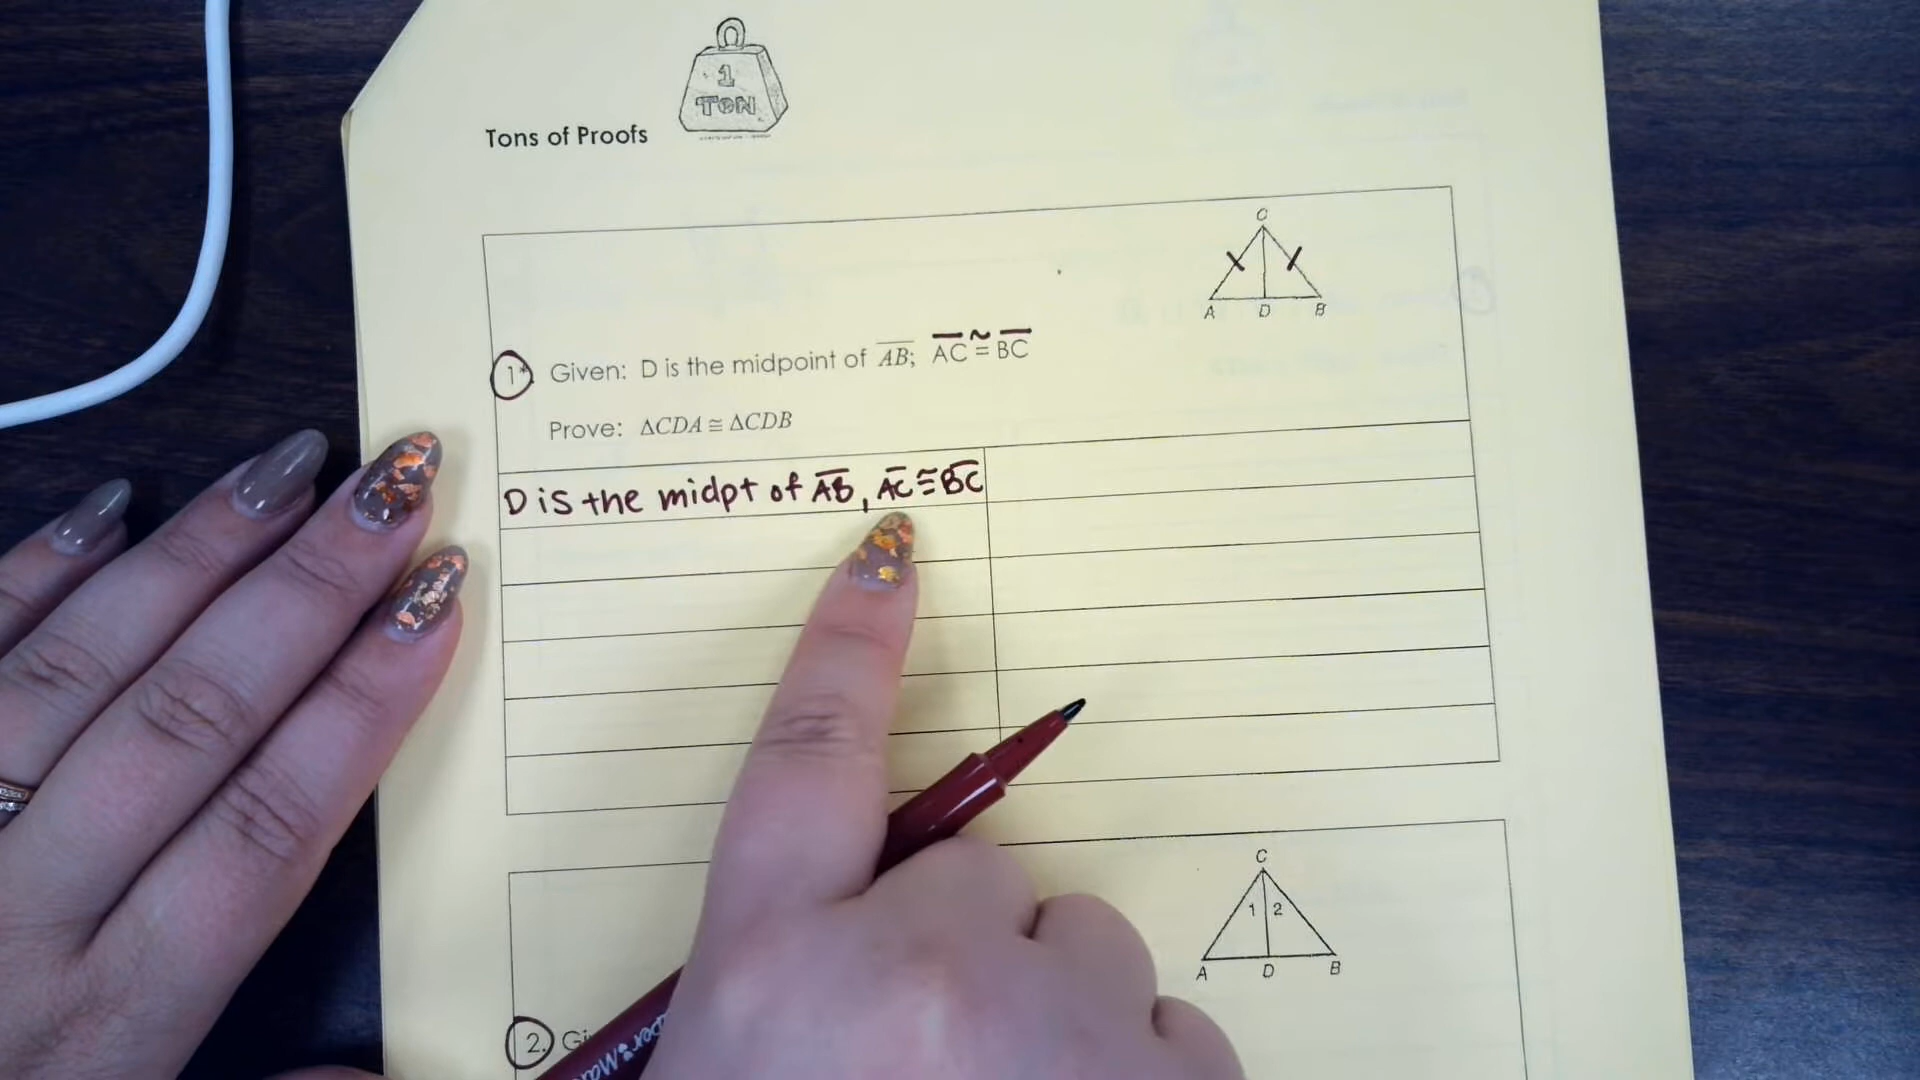 1
TON
Tons of Proofs
C
A D B
1* Given: D is the midpoint of AB; AC ≅ BC
Prove: ΔCDA ≅ ΔCDB
D is the midpt of AB, AC ≅ BC
C
1 2
A D B
2.